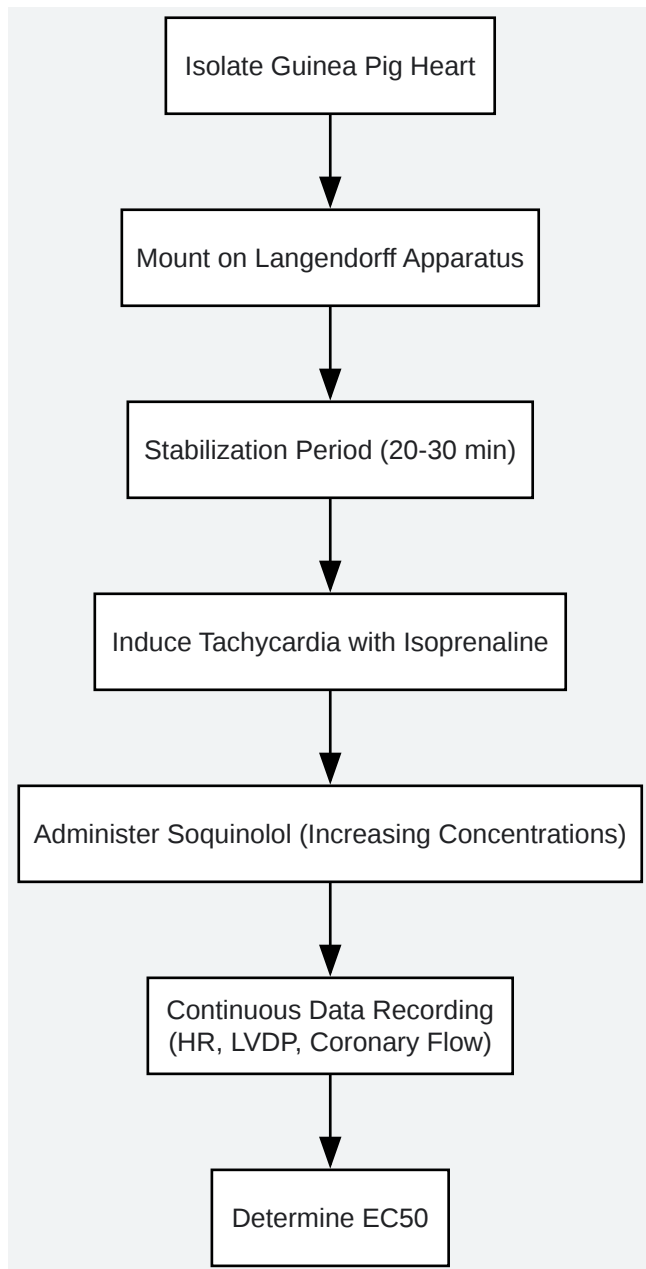 Isolate Guinea Pig Heart
Mount on Langendorff Apparatus
Stabilization Period (20-30 min)
Induce Tachycardia with Isoprenaline
Administer Soquinolol (Increasing Concentrations)
Continuous Data Recording
(HR, LVDP, Coronary Flow)
Determine EC50